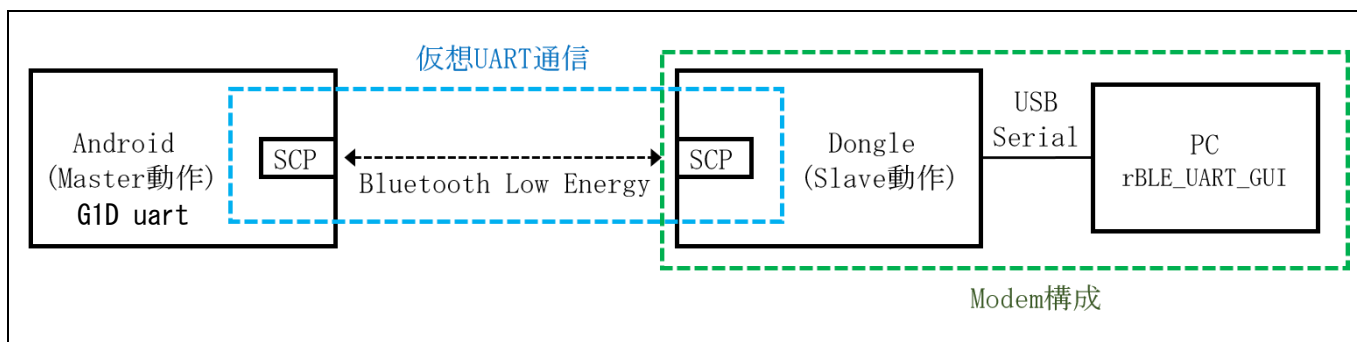 仮想UART通信
Android
(Master動作)
G1D uart
SCP
Bluetooth Low Energy
SCP
Dongle
(Slave動作)
USB
Serial
PC
rBLE_UART_GUI
Modem構成